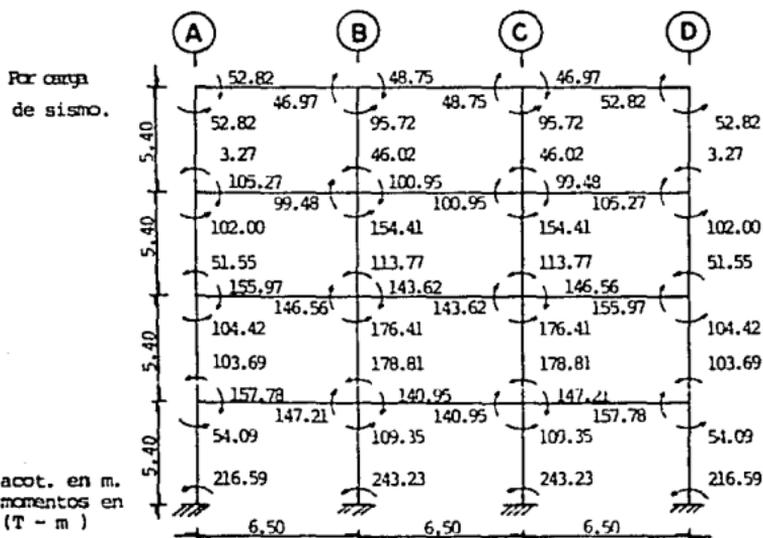 A B C D
Por carga
de sismo.
52.82 48.75 46.97
46.97 48.75 52.82
52.82 95.72 95.72 52.82
5.40
3.27 46.02 46.02 3.27
105.27 100.95 99.48
99.48 100.95 105.27
102.00 154.41 154.41 102.00
5.40
51.55 113.77 113.77 51.55
155.97 143.62 146.56
146.56 143.62 155.97
104.42 176.41 176.41 104.42
5.40
103.69 178.81 178.81 103.69
157.78 140.95 147.21
147.21 140.95 157.78
54.09 109.35 109.35 54.09
5.40
216.59 243.23 243.23 216.59
acot. en m.
momentos en
(T - m )
6.50 6.50 6.50